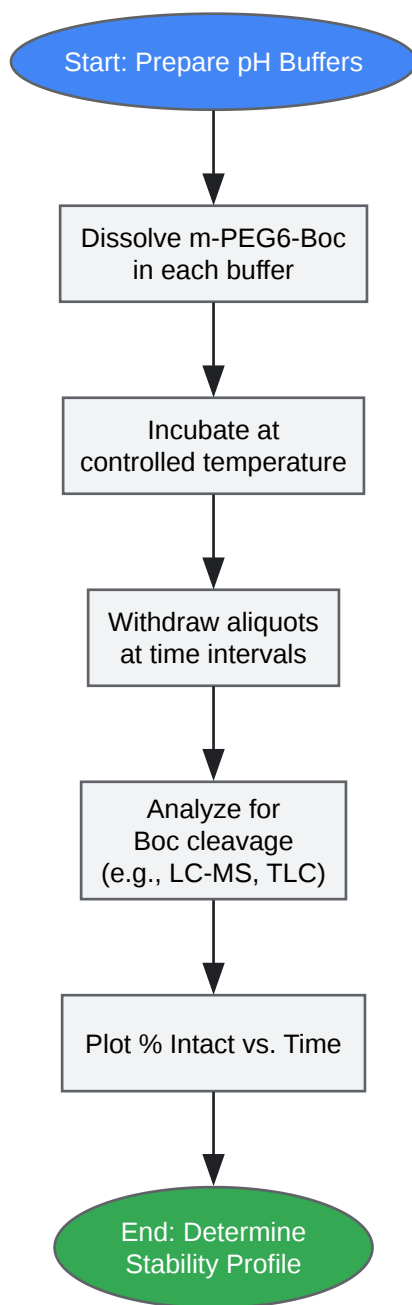 Start: Prepare pH Buffers
Dissolve m-PEG6-Boc
in each buffer
Incubate at
controlled temperature
Withdraw aliquots
at time intervals
Analyze for
Boc cleavage
(e.g., LC-MS, TLC)
Plot % Intact vs. Time
End: Determine
Stability Profile